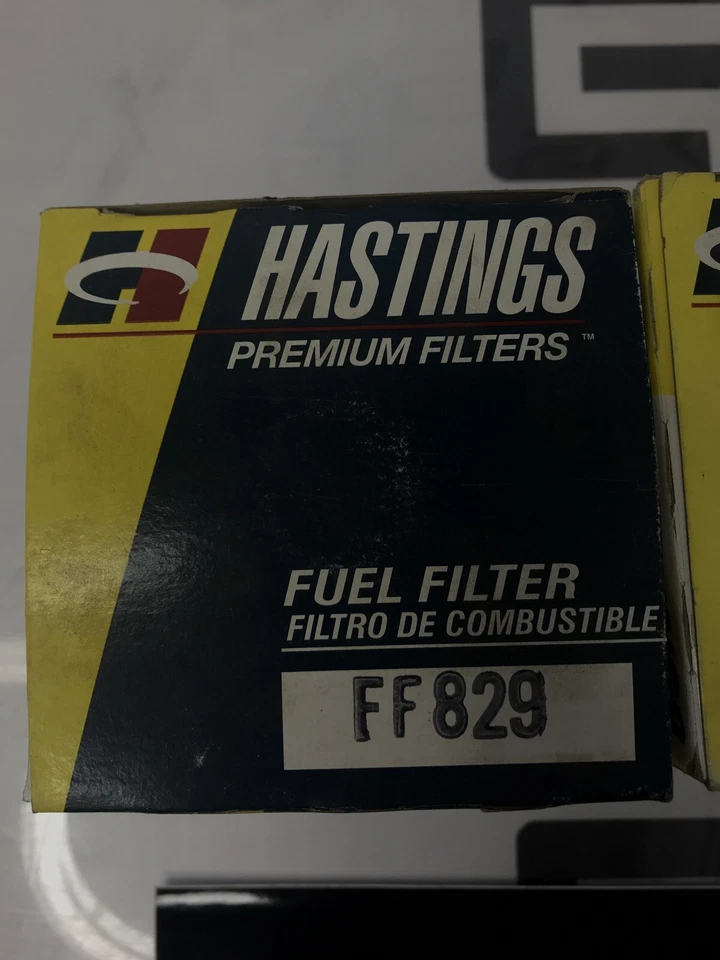 HASTINGS
PREMIUM FILTERS™
FUEL FILTER
FILTRO DE COMBUSTIBLE
FF829